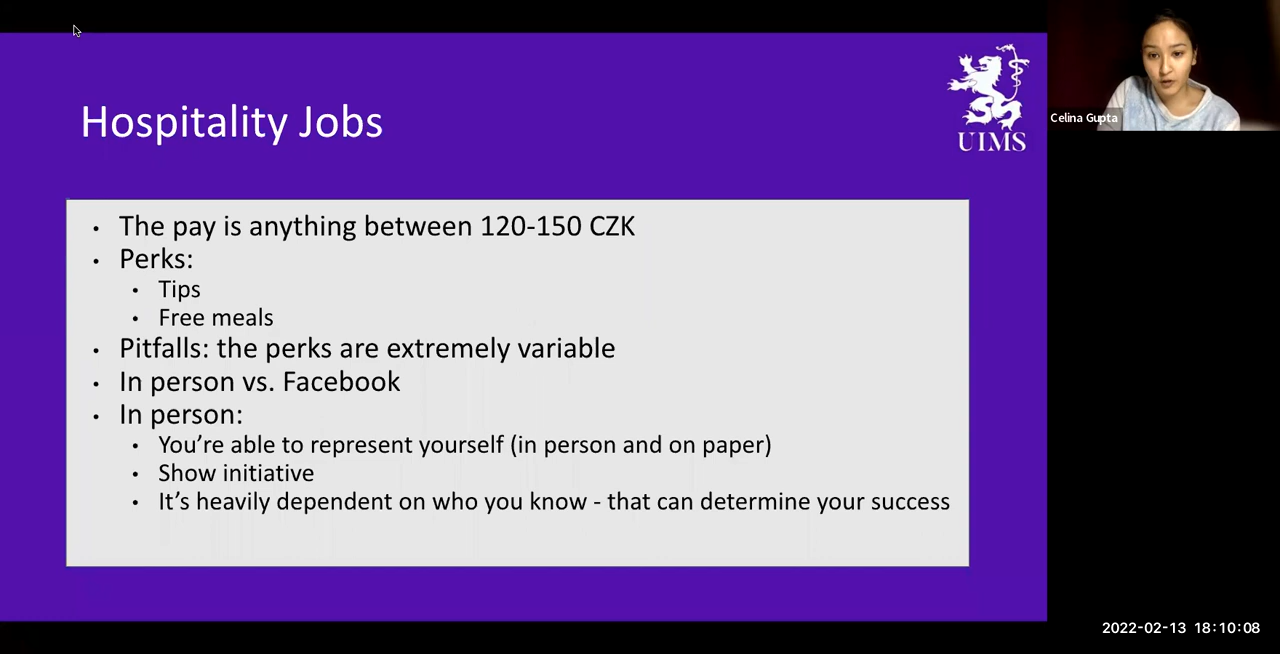 Hospitality Jobs
UIMS
Celina Gupta
• The pay is anything between 120-150 CZK
• Perks:
• Tips
• Free meals
• Pitfalls: the perks are extremely variable
• In person vs. Facebook
• In person:
• You’re able to represent yourself (in person and on paper)
• Show initiative
• It’s heavily dependent on who you know - that can determine your success
2022-02-13 18:10:08